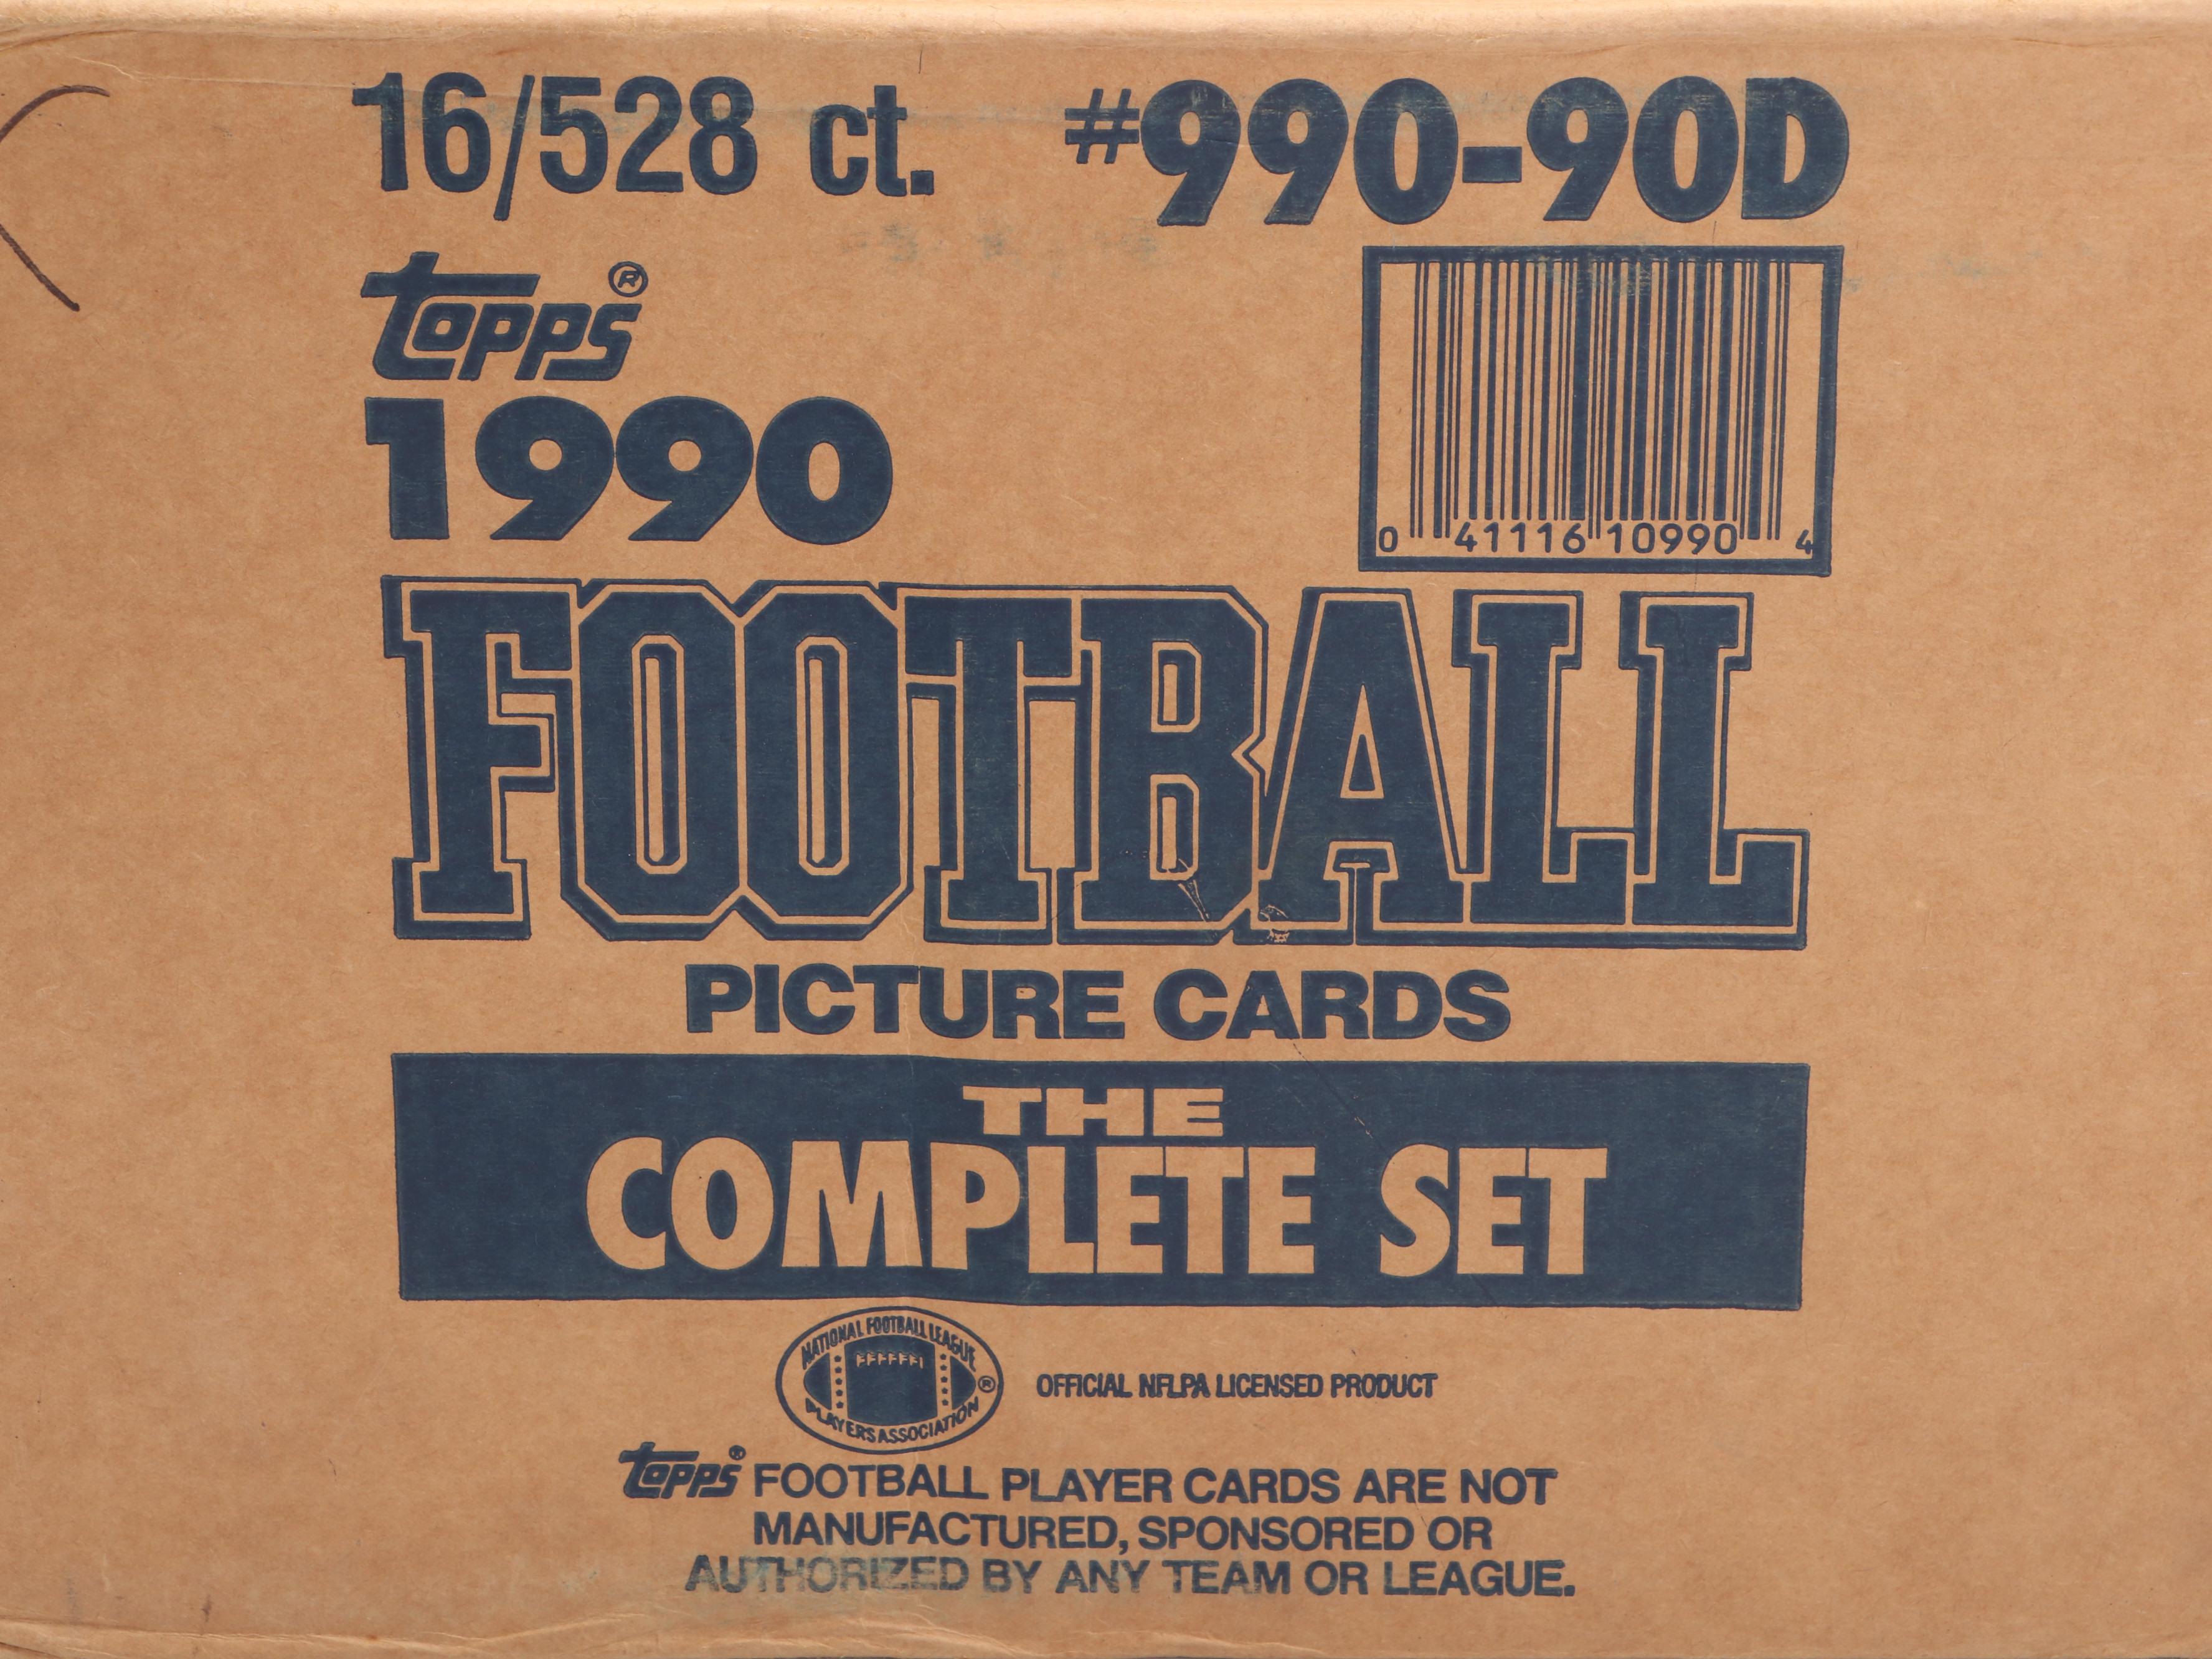 16/528 ct. #990-90D
topps®
1990
0 41116 10990 4
FOOTBALL
PICTURE CARDS
THE
COMPLETE SET
NATIONAL FOOTBALL LEAGUE
PLAYERS ASSOCIATION ®
OFFICIAL NFLPA LICENSED PRODUCT
topps® FOOTBALL PLAYER CARDS ARE NOT
MANUFACTURED, SPONSORED OR
AUTHORIZED BY ANY TEAM OR LEAGUE.